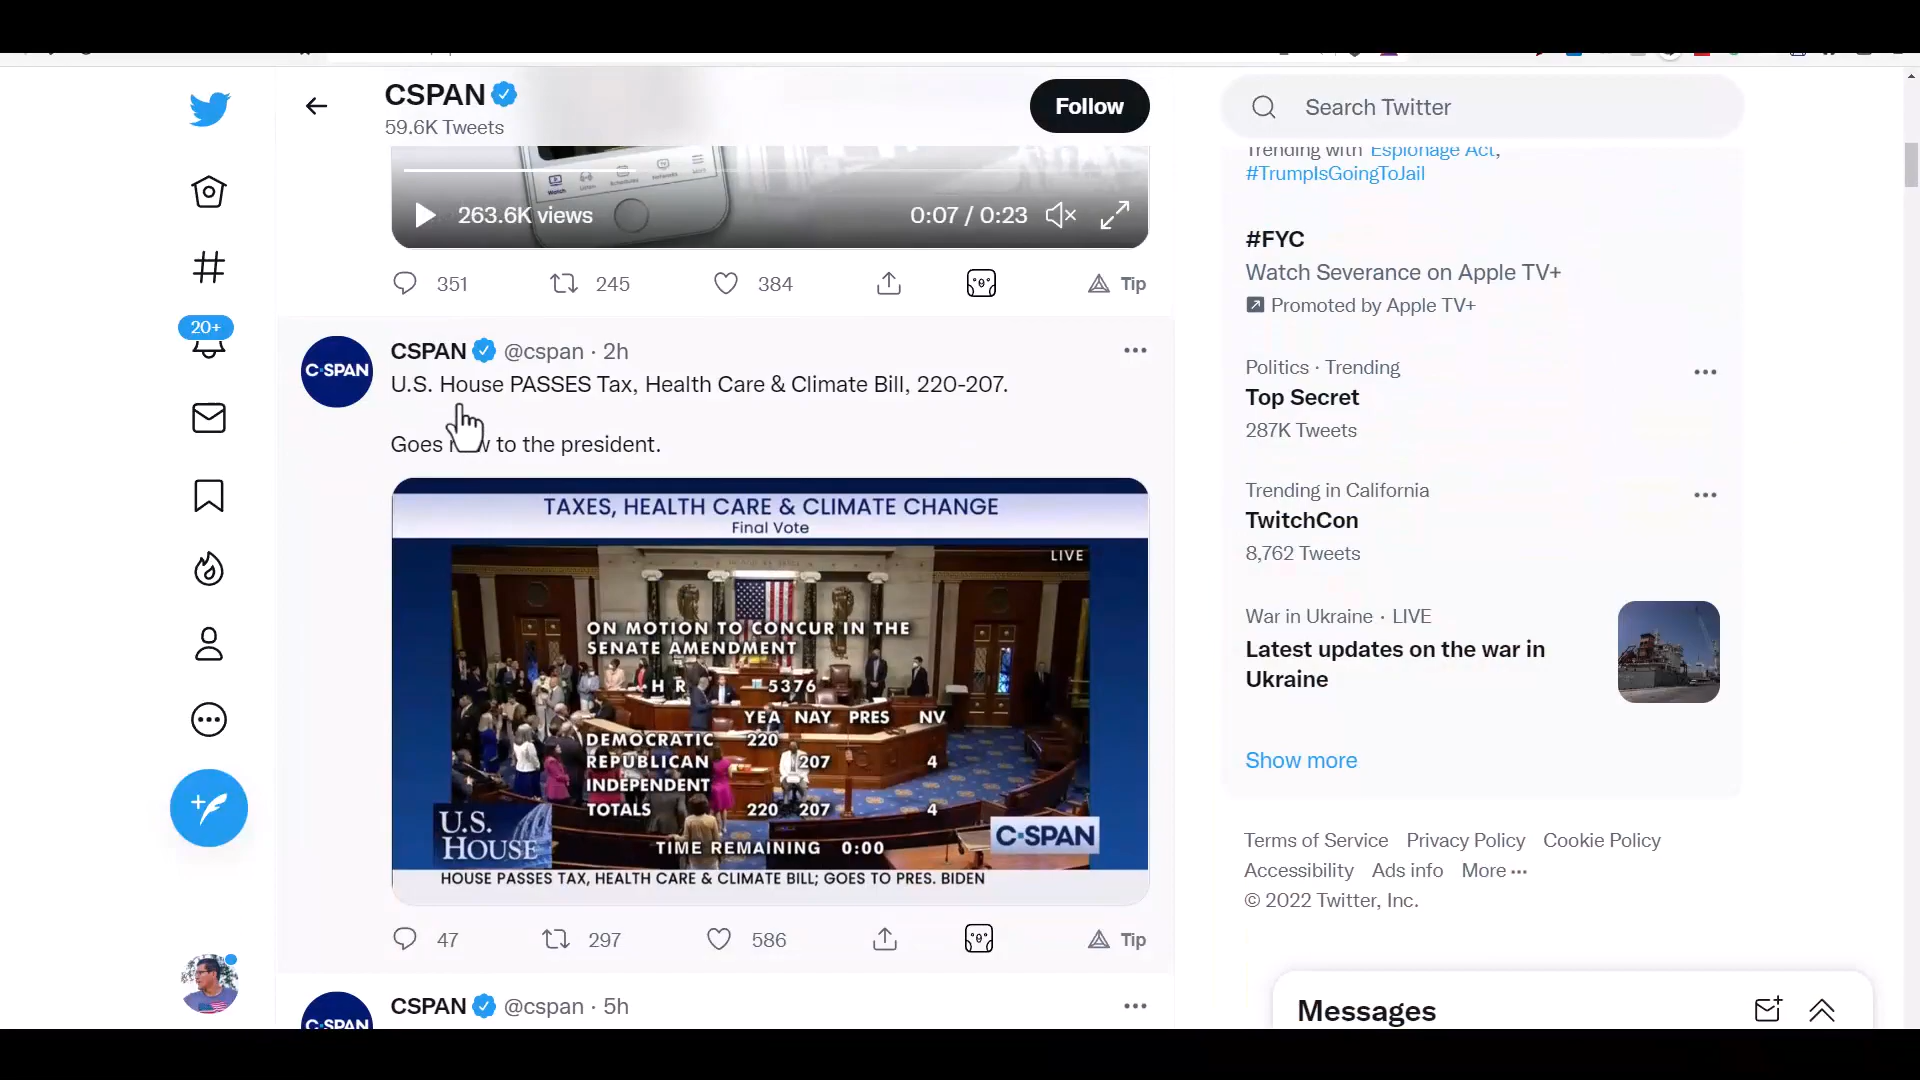 CSPAN
59.6K Tweets
Follow
Search Twitter
263.6K views
0:07 / 0:23
351
245
384
Tip
CSPAN @cspan · 2h
U.S. House PASSES Tax, Health Care & Climate Bill, 220-207.
Goes to the president.
C-SPAN
TAXES, HEALTH CARE & CLIMATE CHANGE
Final Vote
LIVE
ON MOTION TO CONCUR IN THE
SENATE AMENDMENT
H R 5376
YEA NAY PRES NV
DEMOCRATIC 220
REPUBLICAN 207 4
INDEPENDENT
TOTALS 220 207 4
TIME REMAINING 0:00
U.S.
HOUSE
C-SPAN
HOUSE PASSES TAX, HEALTH CARE & CLIMATE BILL; GOES TO PRES. BIDEN
47
297
586
Tip
CSPAN @cspan · 5h
C-SPAN
20+
Trending with Espionage Act,
#TrumpIsGoingToJail
#FYC
Watch Severance on Apple TV+
Promoted by Apple TV+
Politics · Trending
Top Secret
287K Tweets
Trending in California
TwitchCon
8,762 Tweets
War in Ukraine · LIVE
Latest updates on the war in
Ukraine
Show more
Terms of Service Privacy Policy Cookie Policy
Accessibility Ads info More ···
© 2022 Twitter, Inc.
Messages